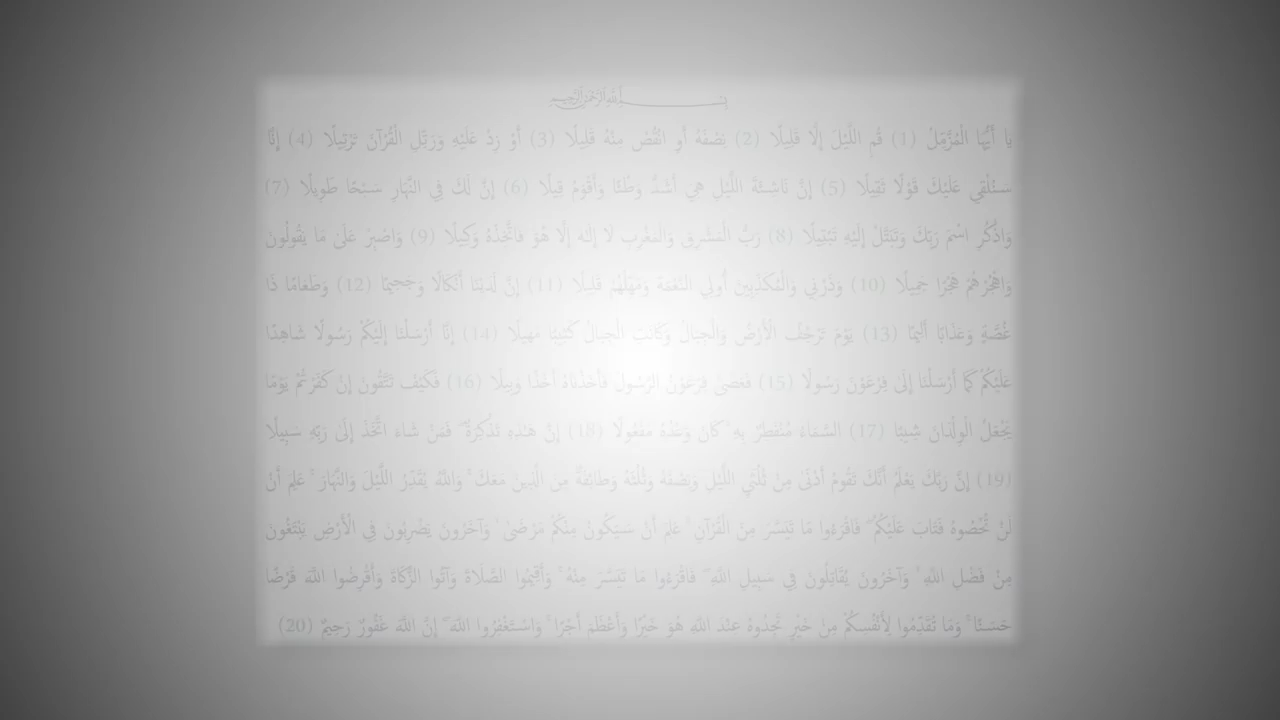 بسم الله الرحمن الرحيم
يَا أَيُّهَا الْمُزَّمِّلُ (1) قُمِ اللَّيْلَ إِلَّا قَلِيلًا (2) نِصْفَهُ أَوِ انْقُصْ مِنْهُ قَلِيلًا (3) أَوْ زِدْ عَلَيْهِ وَرَتِّلِ الْقُرْآنَ تَرْتِيلًا (4) إِنَّا
سَنُلْقِي عَلَيْكَ قَوْلًا ثَقِيلًا (5) إِنَّ نَاشِئَةَ اللَّيْلِ هِيَ أَشَدُّ وَطْئًا وَأَقْوَمُ قِيلًا (6) إِنَّ لَكَ فِي النَّهَارِ سَبْحًا طَوِيلًا (7)
وَاذْكُرِ اسْمَ رَبِّكَ وَتَبَتَّلْ إِلَيْهِ تَبْتِيلًا (8) رَبُّ الْمَشْرِقِ وَالْمَغْرِبِ لَا إِلَهَ إِلَّا هُوَ فَاتَّخِذْهُ وَكِيلًا (9) وَاصْبِرْ عَلَىٰ مَا يَقُولُونَ
وَاهْجُرْهُمْ هَجْرًا جَمِيلًا (10) وَذَرْنِي وَالْمُكَذِّبِينَ أُولِي النَّعْمَةِ وَمَهِّلْهُمْ قَلِيلًا (11) إِنَّ لَدَيْنَا أَنْكَالًا وَجَحِيمًا (12) وَطَعَامًا ذَا
غُصَّةٍ وَعَذَابًا أَلِيمًا (13) يَوْمَ تَرْجُفُ الْأَرْضُ وَالْجِبَالُ وَكَانَتِ الْجِبَالُ كَثِيبًا مَهِيلًا (14) إِنَّا أَرْسَلْنَا إِلَيْكُمْ رَسُولًا شَاهِدًا
عَلَيْكُمْ كَمَا أَرْسَلْنَا إِلَىٰ فِرْعَوْنَ رَسُولًا (15) فَعَصَىٰ فِرْعَوْنُ الرَّسُولَ فَأَخَذْنَاهُ أَخْذًا وَبِيلًا (16) فَكَيْفَ تَتَّقُونَ إِنْ كَفَرْتُمْ يَوْمًا
يَجْعَلُ الْوِلْدَانَ شِيبًا (17) السَّمَاءُ مُنْفَطِرٌ بِهِ ۚ كَانَ وَعْدُهُ مَفْعُولًا (18) إِنَّ هَٰذِهِ تَذْكِرَةٌ ۖ فَمَنْ شَاءَ اتَّخَذَ إِلَىٰ رَبِّهِ سَبِيلًا
(19) إِنَّ رَبَّكَ يَعْلَمُ أَنَّكَ تَقُومُ أَدْنَىٰ مِنْ ثُلُثَيِ اللَّيْلِ وَنِصْفَهُ وَثُلُثَهُ وَطَائِفَةٌ مِنَ الَّذِينَ مَعَكَ ۚ وَاللَّهُ يُقَدِّرُ اللَّيْلَ وَالنَّهَارَ ۚ عَلِمَ أَنْ
لَنْ تُحْصُوهُ فَتَابَ عَلَيْكُمْ ۖ فَاقْرَءُوا مَا تَيَسَّرَ مِنَ الْقُرْآنِ ۚ عَلِمَ أَنْ سَيَكُونُ مِنْكُمْ مَرْضَىٰ ۙ وَآخَرُونَ يَضْرِبُونَ فِي الْأَرْضِ يَبْتَغُونَ
مِنْ فَضْلِ اللَّهِ ۙ وَآخَرُونَ يُقَاتِلُونَ فِي سَبِيلِ اللَّهِ ۖ فَاقْرَءُوا مَا تَيَسَّرَ مِنْهُ ۚ وَأَقِيمُوا الصَّلَاةَ وَآتُوا الزَّكَاةَ وَأَقْرِضُوا اللَّهَ قَرْضًا
حَسَنًا ۚ وَمَا تُقَدِّمُوا لِأَنْفُسِكُمْ مِنْ خَيْرٍ تَجِدُوهُ عِنْدَ اللَّهِ هُوَ خَيْرًا وَأَعْظَمَ أَجْرًا ۚ وَاسْتَغْفِرُوا اللَّهَ ۖ إِنَّ اللَّهَ غَفُورٌ رَحِيمٌ (20)